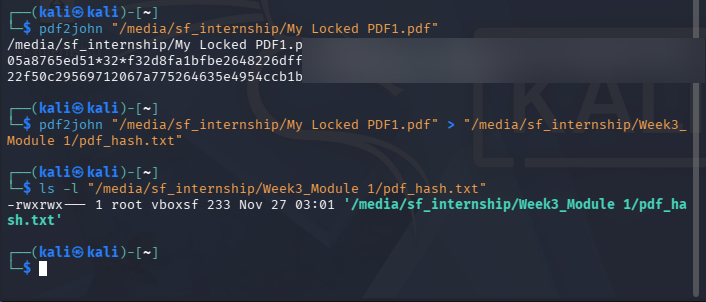 ┌──(kali㉿kali)-[~]
└─$ pdf2john "/media/sf_internship/My Locked PDF1.pdf"
/media/sf_internship/My Locked PDF1.p
05a8765ed51*32*f32d8fa1bfbe2648226dff
22f50c29569712067a775264635e4954ccb1b
┌──(kali㉿kali)-[~]
└─$ pdf2john "/media/sf_internship/My Locked PDF1.pdf" > "/media/sf_internship/Week3_
Module 1/pdf_hash.txt"
┌──(kali㉿kali)-[~]
└─$ ls -l "/media/sf_internship/Week3_Module 1/pdf_hash.txt"
-rwxrwx--- 1 root vboxsf 233 Nov 27 03:01 '/media/sf_internship/Week3_Module 1/pdf_ha
sh.txt'
┌──(kali㉿kali)-[~]
└─$
KALI